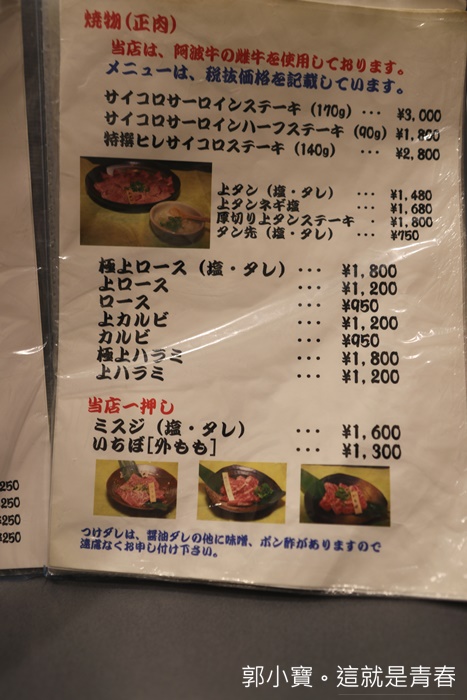 焼物(正肉)
当店は、阿波牛の雌牛を使用しております。
メニューは、税抜価格を記載しています。
サイコロサーロインステーキ (170g) ··· ¥3,000
サイコロサーロインハーフステーキ (90g) ¥1,800
特撰ヒレサイコロステーキ (140g) ··· ¥2,800
上タン (塩・タレ) ··· ¥1,480
上タンネギ塩 ··· ¥1,680
厚切り上タンステーキ · ¥1,800
タン先 (塩・タレ) ··· ¥750
極上ロース (塩・タレ) ··· ¥1,800
上ロース ··· ¥1,200
ロース ··· ¥950
上カルビ ··· ¥1,200
カルビ ··· ¥950
極上ハラミ ··· ¥1,800
上ハラミ ··· ¥1,200
当店一押し
ミスジ (塩・タレ) ··· ¥1,600
いちぼ[外もも] ··· ¥1,300
つけダレは、醤油ダレの他に味噌、ポン酢がありますので
遠慮なくお申し付け下さい。
250
250
250
250
郭小寶。這就是青春